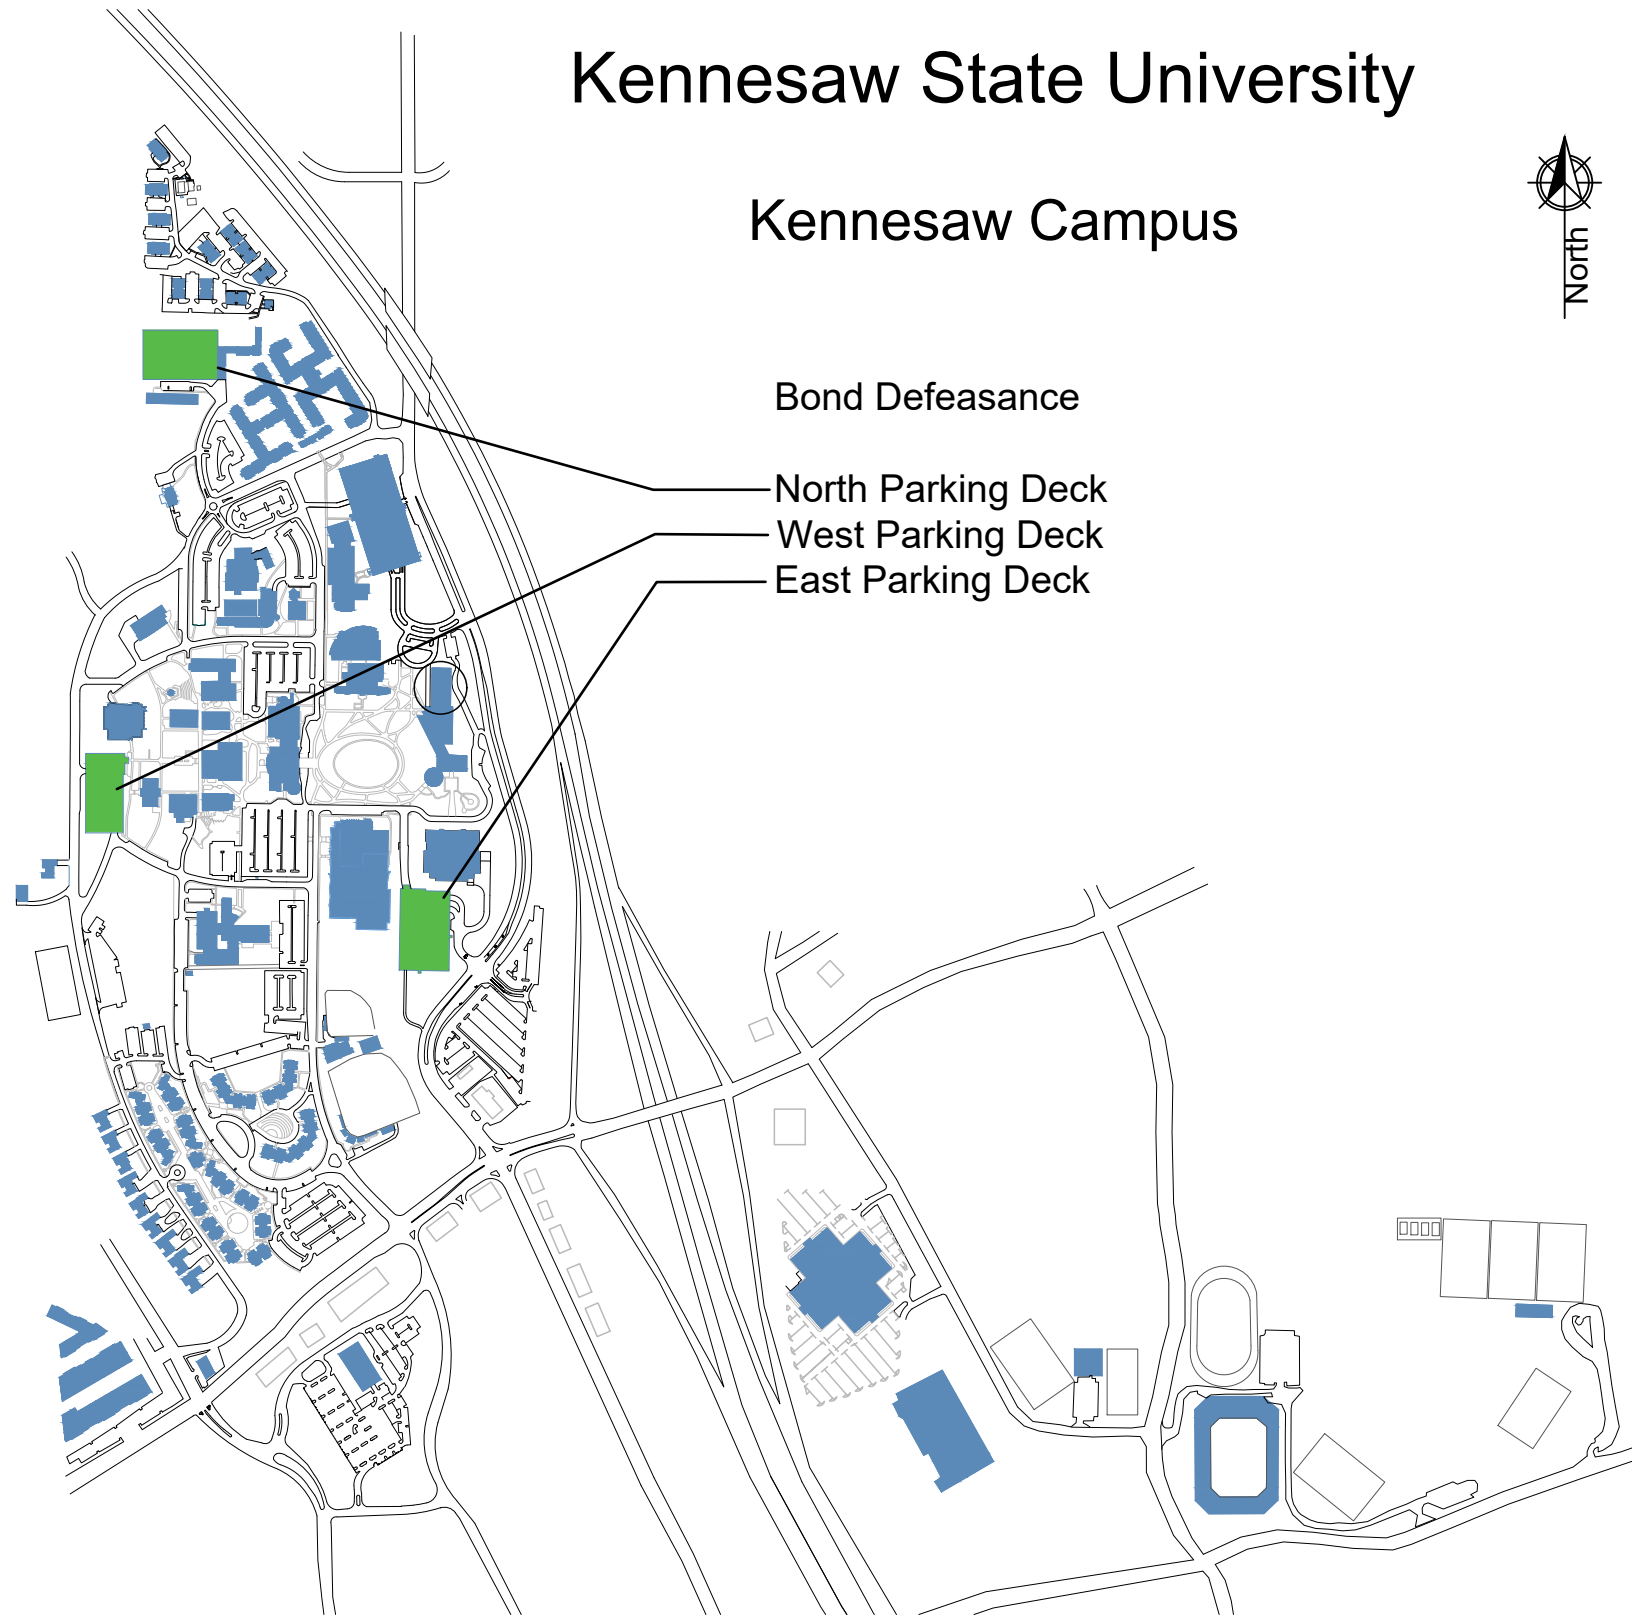 Kennesaw State University
Kennesaw Campus
North
Bond Defeasance
North Parking Deck
West Parking Deck
East Parking Deck